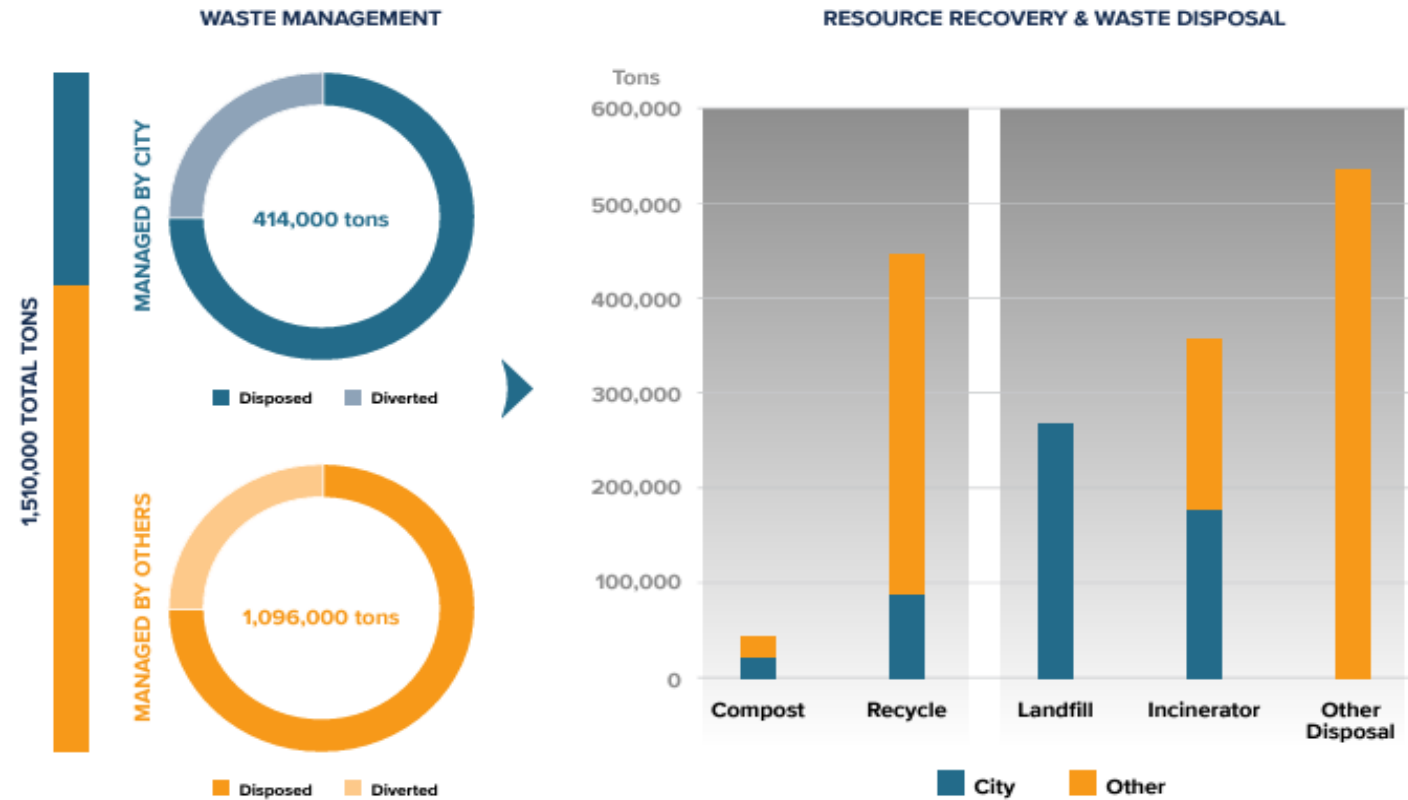 WASTE MANAGEMENT
1,510,000 TOTAL TONS
MANAGED BY CITY
414,000 tons
Disposed
Diverted
MANAGED BY OTHERS
1,096,000 tons
Disposed
Diverted
RESOURCE RECOVERY & WASTE DISPOSAL
Tons
600,000
500,000
400,000
300,000
200,000
100,000
0
Compost
Recycle
Landfill
Incinerator
Other
Disposal
City
Other